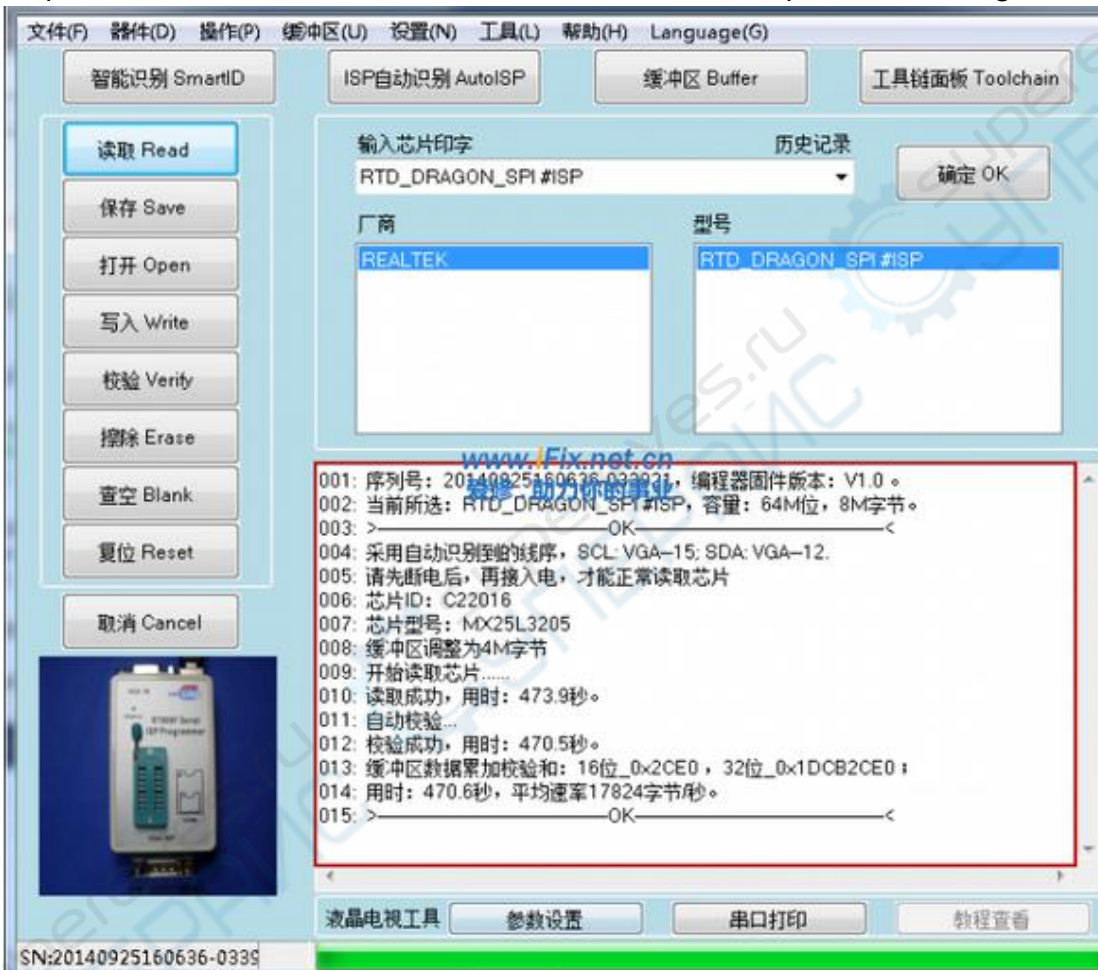 文件(F) 器件(D) 操作(P) 缓冲区(U) 设置(N) 工具(L) 帮助(H) Language(G)
智能识别 SmartID ISP自动识别 AutoISP 缓冲区 Buffer 工具链面板 Toolchain
读取 Read
保存 Save
打开 Open
写入 Write
校验 Verify
擦除 Erase
查空 Blank
复位 Reset
取消 Cancel
输入芯片印字 历史记录
RTD_DRAGON_SPI #ISP
确定 OK
厂商 型号
REALTEK RTD_DRAGON_SPI #ISP
www.iFix.net.cn
爱修 助力你的事业
001: 序列号：20140925160636-033921，编程器固件版本：V1.0 。
002: 当前所选：RTD_DRAGON_SPI #ISP，容量：64M位，8M字节。
003: >————————OK————————<
004: 采用自动识别到的线序，SCL: VGA—15; SDA: VGA—12.
005: 请先断电后，再接入电，才能正常读取芯片
006: 芯片ID：C22016
007: 芯片型号：MX25L3205
008: 缓冲区调整为4M字节
009: 开始读取芯片......
010: 读取成功，用时：473.9秒。
011: 自动校验...
012: 校验成功，用时：470.5秒。
013: 缓冲区数据累加校验和：16位_0x2CE0 ，32位_0x1DCB2CE0；
014: 用时：470.6秒，平均速率17824字节/秒。
015: >————————OK————————<
液晶电视工具 参数设置 串口打印 教程查看
SN:20140925160636-0339
supereyes.ru
СУПЕРАЙС